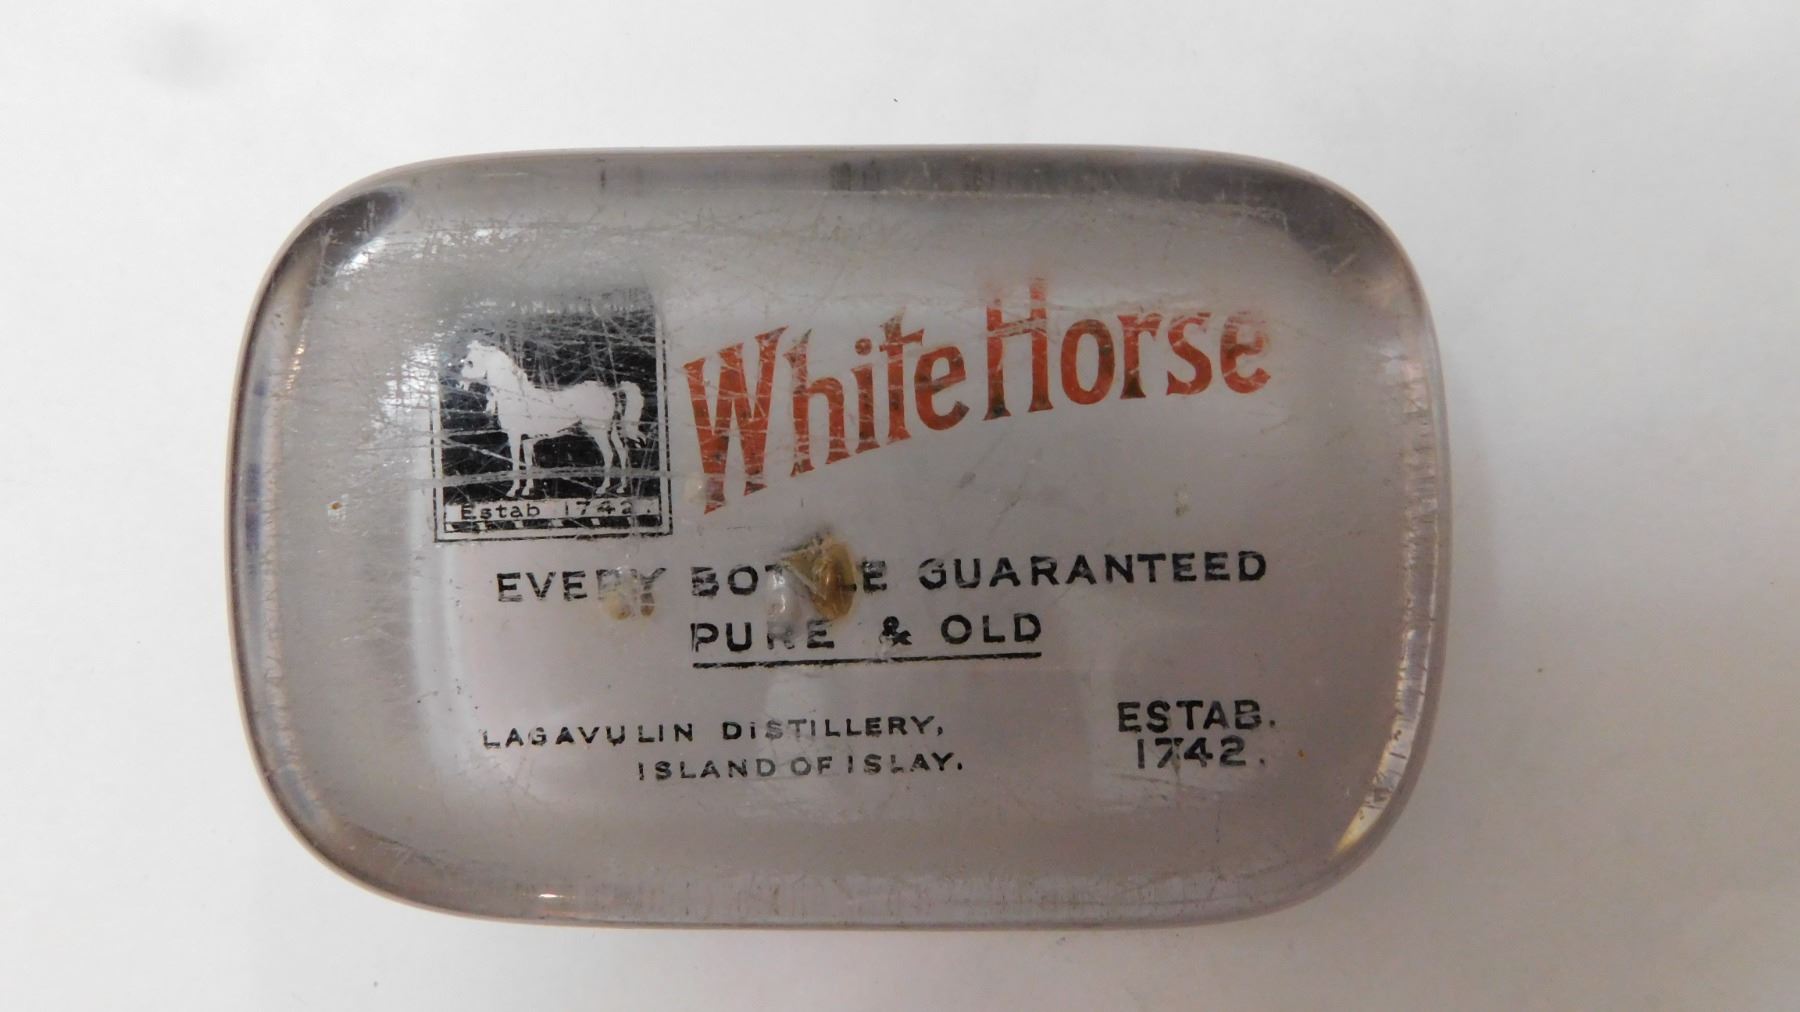 White Horse
Estab 1742.
EVERY BOTTLE GUARANTEED
PURE & OLD
LAGAVULIN DISTILLERY,
ISLAND OF ISLAY.
ESTAB.
1742.